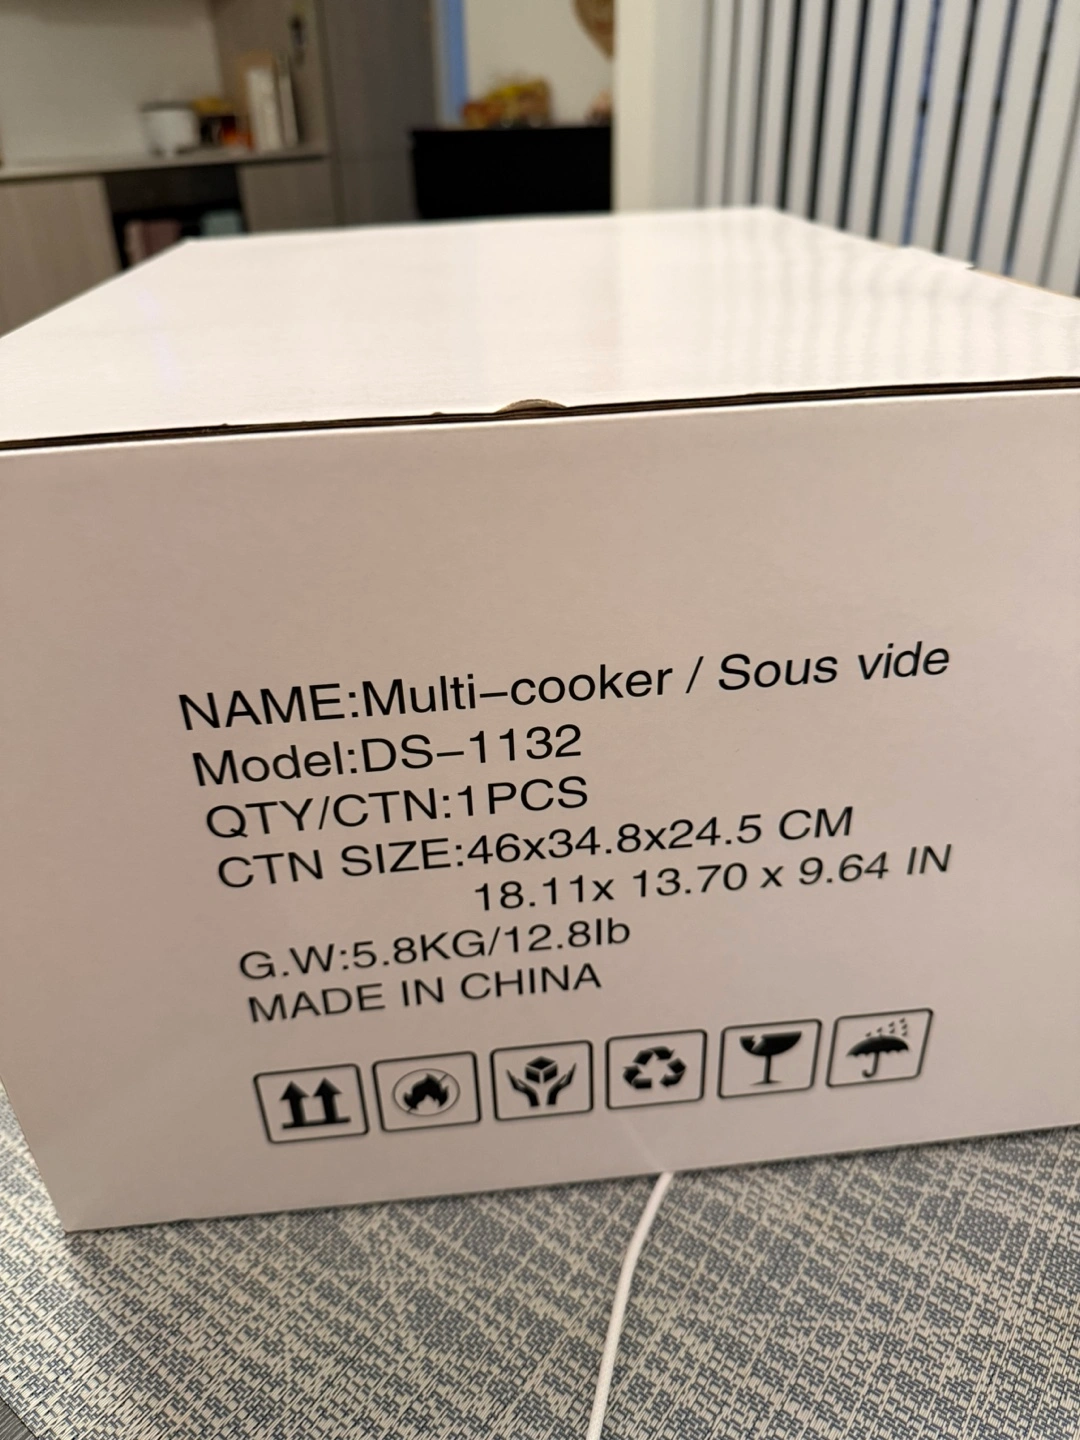 NAME:Multi-cooker / Sous vide
Model:DS-1132
QTY/CTN:1PCS
CTN SIZE:46x34.8x24.5 CM
18.11x 13.70 x 9.64 IN
G.W:5.8KG/12.8lb
MADE IN CHINA